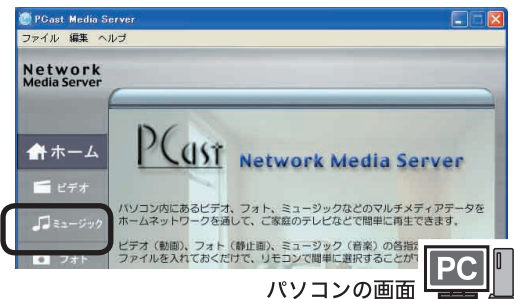 PCast Media Server
ファイル 編集 ヘルプ
Network
Media Server
ホーム
ビデオ
ミュージック
フォト
PCast Network Media Server
パソコン内にあるビデオ、フォト、ミュージックなどのマルチメディアデータを
ホームネットワークを通して、ご家庭のテレビなどで簡単に再生できます。
ビデオ（動画）、フォト（静止画）、ミュージック（音楽）の各指定
ファイルを入れておくだけで、リモコンで簡単に選択することが
PC
パソコンの画面